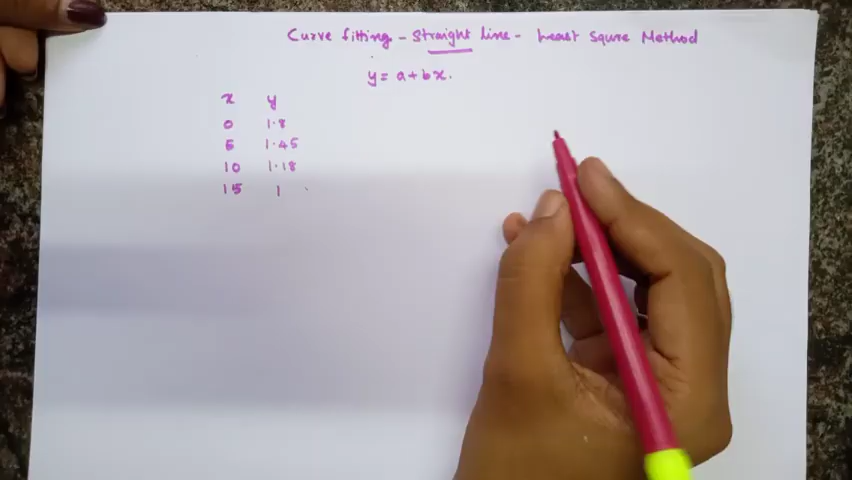 Curve fitting - Straight line - Least Squre Method
y = a + bx.
x y
0 1.8
5 1.45
10 1.18
15 1